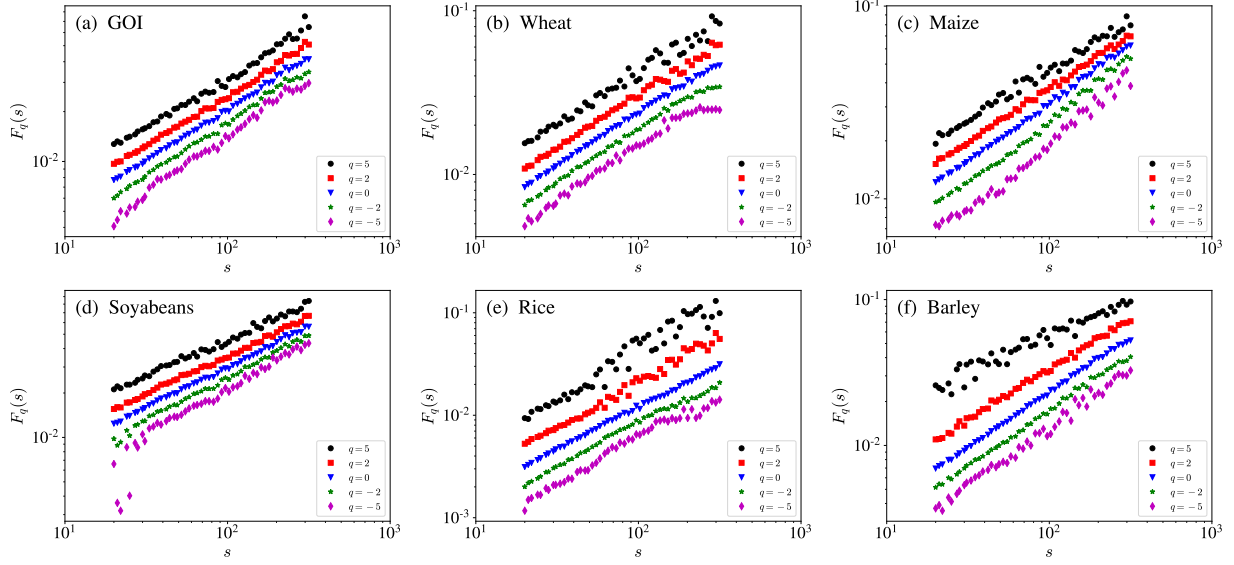 (a) GOI
F_q(s)
10^{-2}
q = 5
q = 2
q = 0
q = −2
q = −5
10^1
10^2
10^3
s
(b) Wheat
F_q(s)
10^{-1}
10^{-2}
q = 5
q = 2
q = 0
q = −2
q = −5
10^1
10^2
10^3
s
(c) Maize
F_q(s)
10^{-1}
10^{-2}
q = 5
q = 2
q = 0
q = −2
q = −5
10^1
10^2
10^3
s
(d) Soyabeans
F_q(s)
10^{-2}
q = 5
q = 2
q = 0
q = −2
q = −5
10^1
10^2
10^3
s
(e) Rice
F_q(s)
10^{-1}
10^{-2}
10^{-3}
q = 5
q = 2
q = 0
q = −2
q = −5
10^1
10^2
10^3
s
(f) Barley
F_q(s)
10^{-1}
10^{-2}
q = 5
q = 2
q = 0
q = −2
q = −5
10^1
10^2
10^3
s